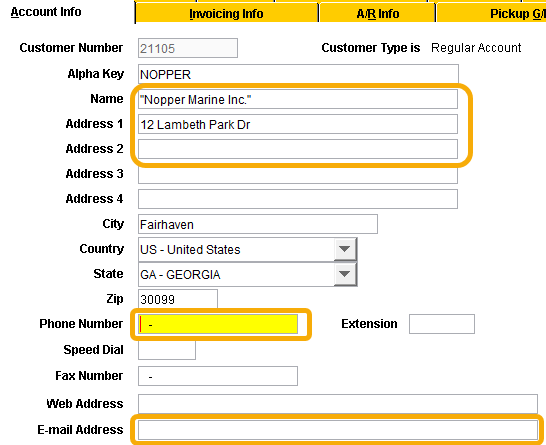 Account Info Invoicing Info A/R Info Pickup G/
Customer Number 21105 Customer Type is Regular Account
Alpha Key NOPPER
Name "Nopper Marine Inc."
Address 1 12 Lambeth Park Dr
Address 2
Address 3
Address 4
City Fairhaven
Country US - United States
State GA - GEORGIA
Zip 30099
Phone Number - Extension
Speed Dial
Fax Number -
Web Address
E-mail Address